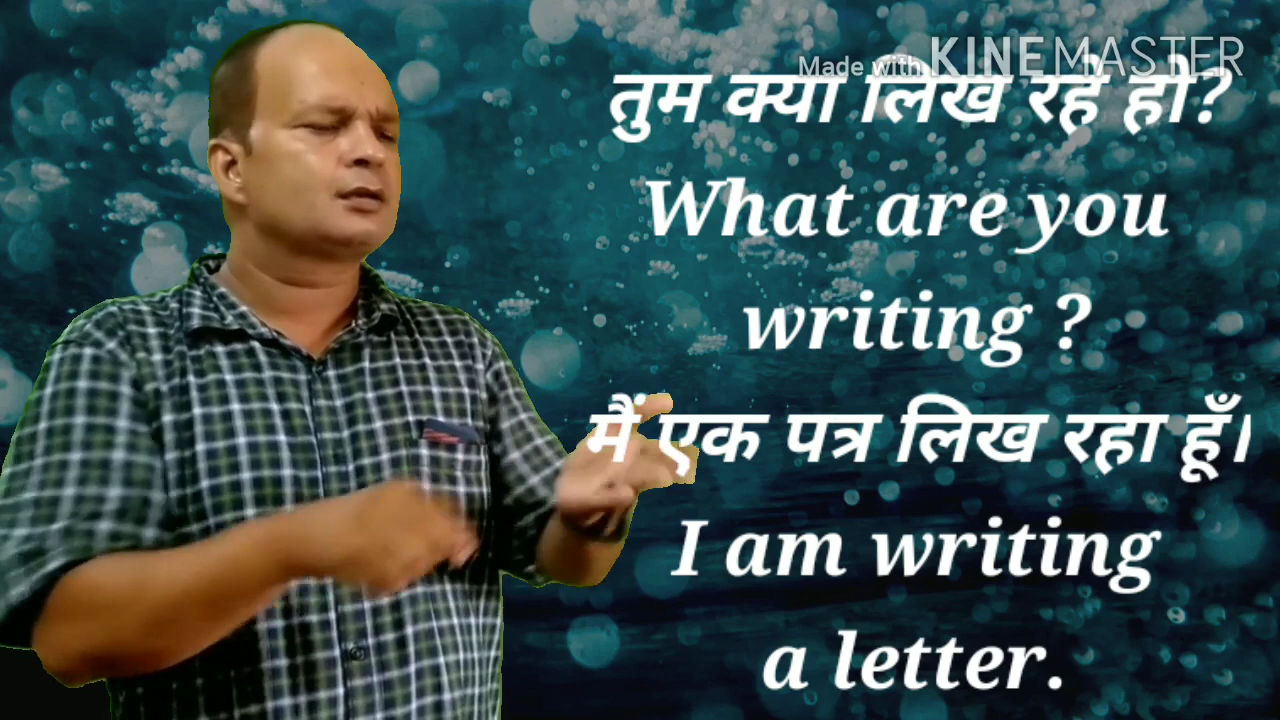 Made with KINEMASTER
तुम क्या लिख रहे हो?
What are you
writing ?
मैं एक पत्र लिख रहा हूँ।
I am writing
a letter.